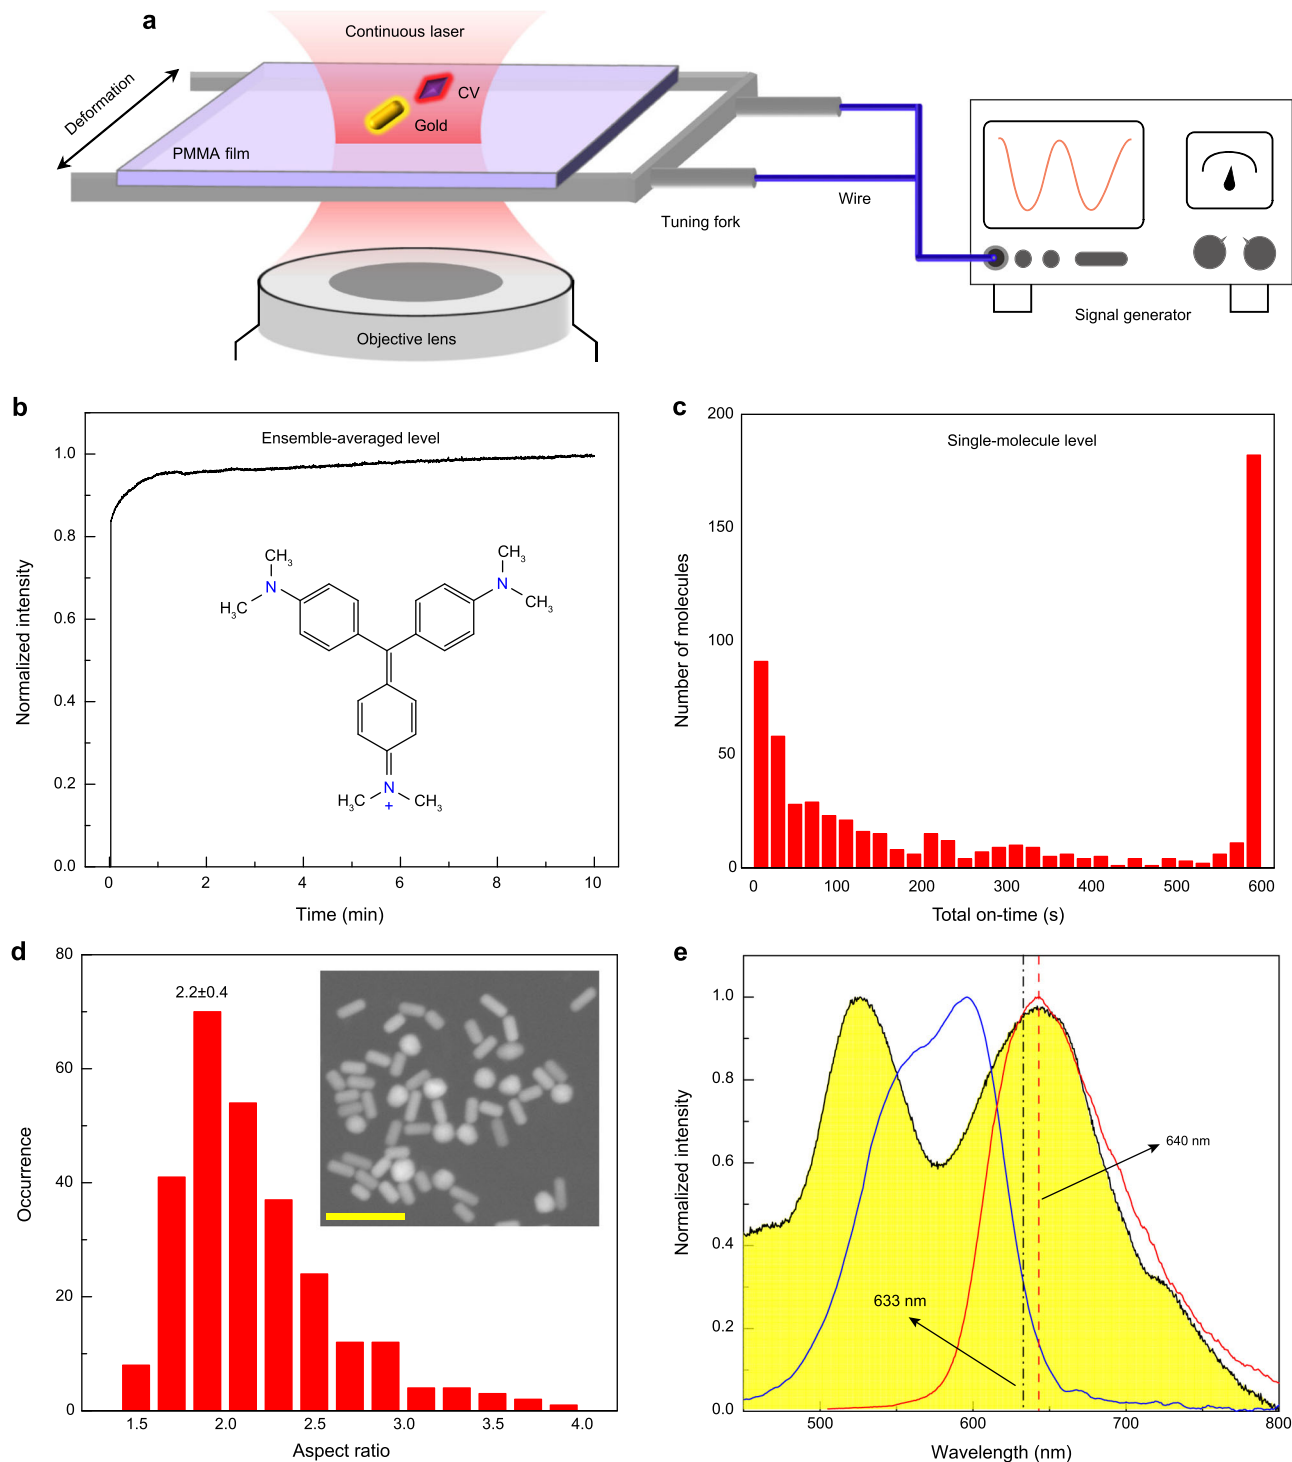 a
Continuous laser
Deformation
CV
Gold
PMMA film
Wire
Tuning fork
Signal generator
Objective lens
b
Ensemble-averaged level
Normalized intensity
1.0
0.8
0.6
0.4
0.2
0.0
CH3
N
H3C
CH3
N
CH3
N
H3C
CH3
+
0
2
4
6
8
10
Time (min)
c
Single-molecule level
Number of molecules
200
150
100
50
0
0
100
200
300
400
500
600
Total on-time (s)
d
2.2±0.4
Occurrence
80
60
40
20
0
1.5
2.0
2.5
3.0
3.5
4.0
Aspect ratio
e
Normalized intensity
1.0
0.8
0.6
0.4
0.2
0.0
640 nm
633 nm
500
600
700
800
Wavelength (nm)